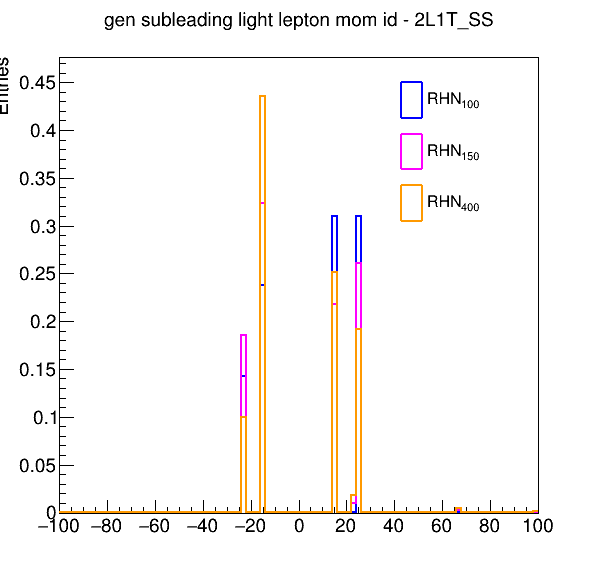 gen subleading light lepton mom id - 2L1T_SS
Entries
RHN100
RHN150
RHN400
0.45
0.4
0.35
0.3
0.25
0.2
0.15
0.1
0.05
0
−100 −80 −60 −40 −20 0 20 40 60 80 100